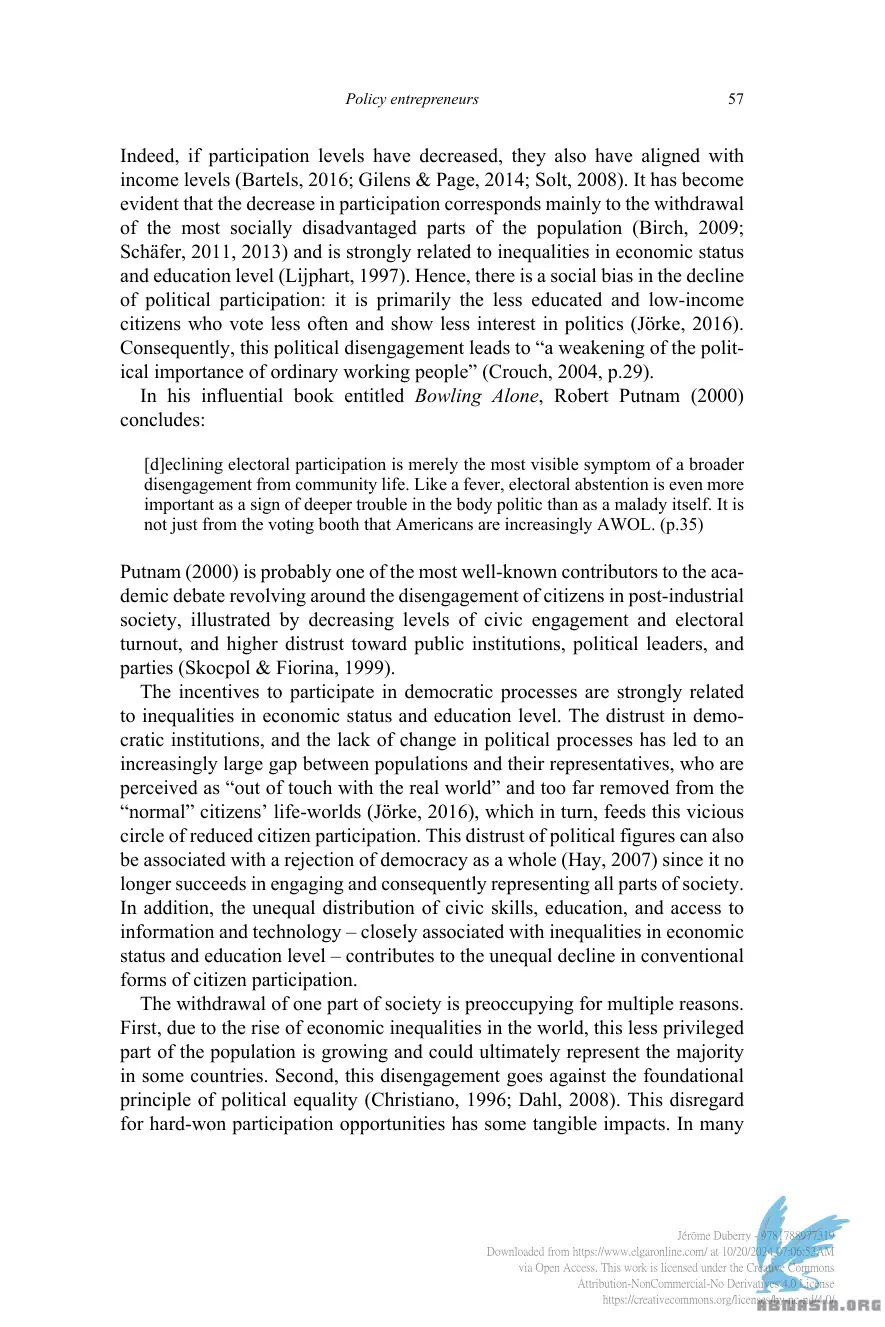 Policy entrepreneurs 57
Indeed, if participation levels have decreased, they also have aligned with
income levels (Bartels, 2016; Gilens & Page, 2014; Solt, 2008). It has become
evident that the decrease in participation corresponds mainly to the withdrawal
of the most socially disadvantaged parts of the population (Birch, 2009;
Schäfer, 2011, 2013) and is strongly related to inequalities in economic status
and education level (Lijphart, 1997). Hence, there is a social bias in the decline
of political participation: it is primarily the less educated and low-income
citizens who vote less often and show less interest in politics (Jörke, 2016).
Consequently, this political disengagement leads to “a weakening of the polit-
ical importance of ordinary working people” (Crouch, 2004, p.29).
In his influential book entitled Bowling Alone, Robert Putnam (2000)
concludes:
[d]eclining electoral participation is merely the most visible symptom of a broader
disengagement from community life. Like a fever, electoral abstention is even more
important as a sign of deeper trouble in the body politic than as a malady itself. It is
not just from the voting booth that Americans are increasingly AWOL. (p.35)
Putnam (2000) is probably one of the most well-known contributors to the aca-
demic debate revolving around the disengagement of citizens in post-industrial
society, illustrated by decreasing levels of civic engagement and electoral
turnout, and higher distrust toward public institutions, political leaders, and
parties (Skocpol & Fiorina, 1999).
The incentives to participate in democratic processes are strongly related
to inequalities in economic status and education level. The distrust in demo-
cratic institutions, and the lack of change in political processes has led to an
increasingly large gap between populations and their representatives, who are
perceived as “out of touch with the real world” and too far removed from the
“normal” citizens’ life-worlds (Jörke, 2016), which in turn, feeds this vicious
circle of reduced citizen participation. This distrust of political figures can also
be associated with a rejection of democracy as a whole (Hay, 2007) since it no
longer succeeds in engaging and consequently representing all parts of society.
In addition, the unequal distribution of civic skills, education, and access to
information and technology – closely associated with inequalities in economic
status and education level – contributes to the unequal decline in conventional
forms of citizen participation.
The withdrawal of one part of society is preoccupying for multiple reasons.
First, due to the rise of economic inequalities in the world, this less privileged
part of the population is growing and could ultimately represent the majority
in some countries. Second, this disengagement goes against the foundational
principle of political equality (Christiano, 1996; Dahl, 2008). This disregard
for hard-won participation opportunities has some tangible impacts. In many
Jérôme Duberry - 9781788977319
Downloaded from https://www.elgaronline.com/ at 10/20/2024 07:06:52AM
via Open Access. This work is licensed under the Creative Commons
Attribution-NonCommercial-No Derivatives 4.0 License
https://creativecommons.org/licenses/by-nc-nd/4.0/
ABTNASIA.ORG